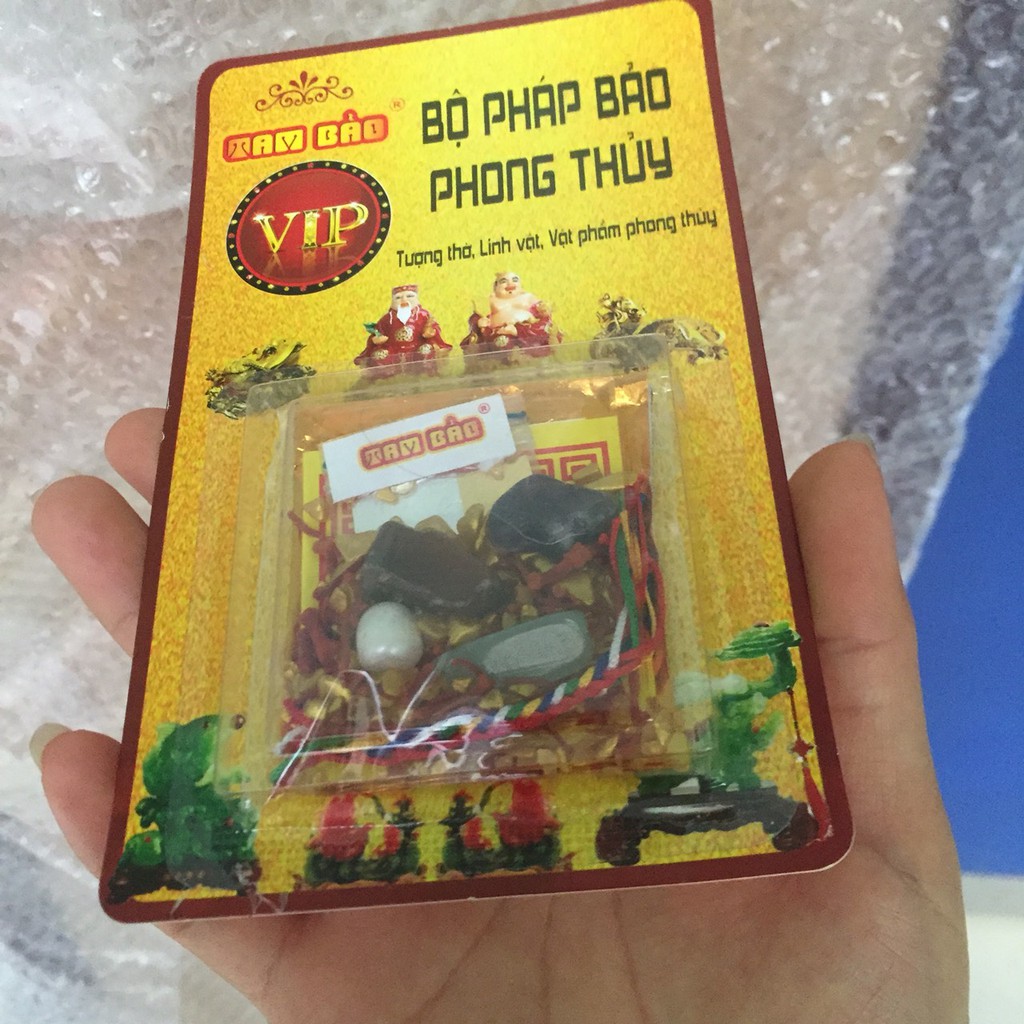 TAM BẢO ®
BỘ PHÁP BẢO
PHONG THỦY
VIP
Tượng thờ, Linh vật, Vật phẩm phong thủy
TAM BẢO ®